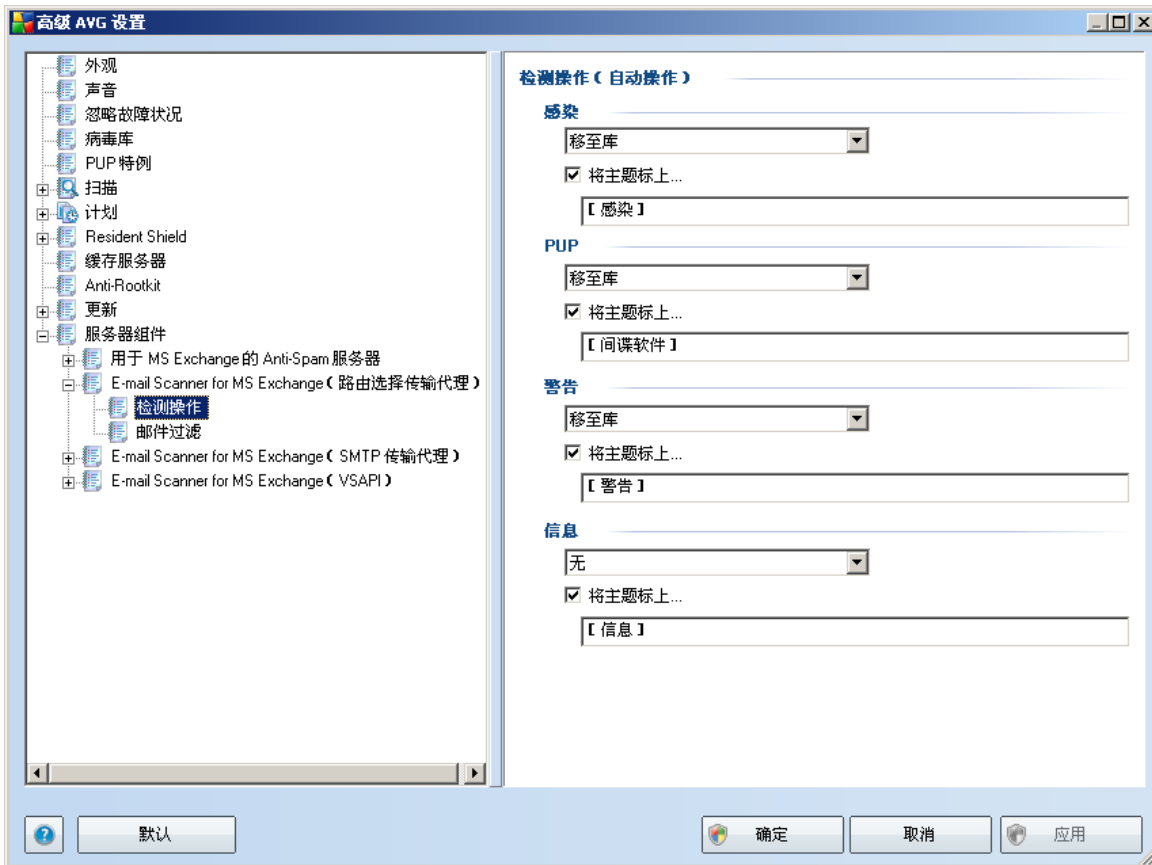 高级 AVG 设置
外观
声音
忽略故障状况
病毒库
PUP 特例
扫描
计划
Resident Shield
缓存服务器
Anti-Rootkit
更新
服务器组件
用于 MS Exchange 的 Anti-Spam 服务器
E-mail Scanner for MS Exchange（路由选择传输代理）
检测操作
邮件过滤
E-mail Scanner for MS Exchange（SMTP 传输代理）
E-mail Scanner for MS Exchange（VSAPI）
检测操作（自动操作）
感染
移至库
将主题标上...
【感染】
PUP
移至库
将主题标上...
【间谍软件】
警告
移至库
将主题标上...
【警告】
信息
无
将主题标上...
【信息】
默认
确定
取消
应用